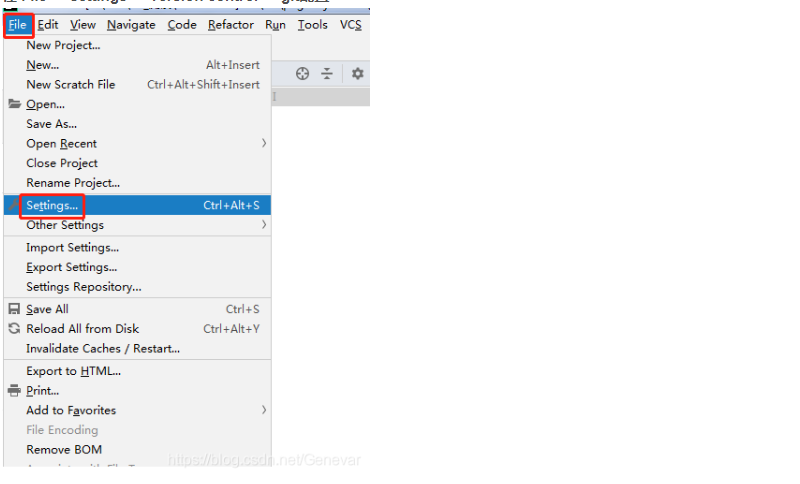 File Edit View Navigate Code Refactor Run Tools VCS
New Project...
New... Alt+Insert
New Scratch File Ctrl+Alt+Shift+Insert
Open...
Save As...
Open Recent
Close Project
Rename Project...
Settings... Ctrl+Alt+S
Other Settings
Import Settings...
Export Settings...
Settings Repository...
Save All Ctrl+S
Reload All from Disk Ctrl+Alt+Y
Invalidate Caches / Restart...
Export to HTML...
Print...
Add to Favorites
File Encoding
Remove BOM
https://blog.csdn.net/Genevar